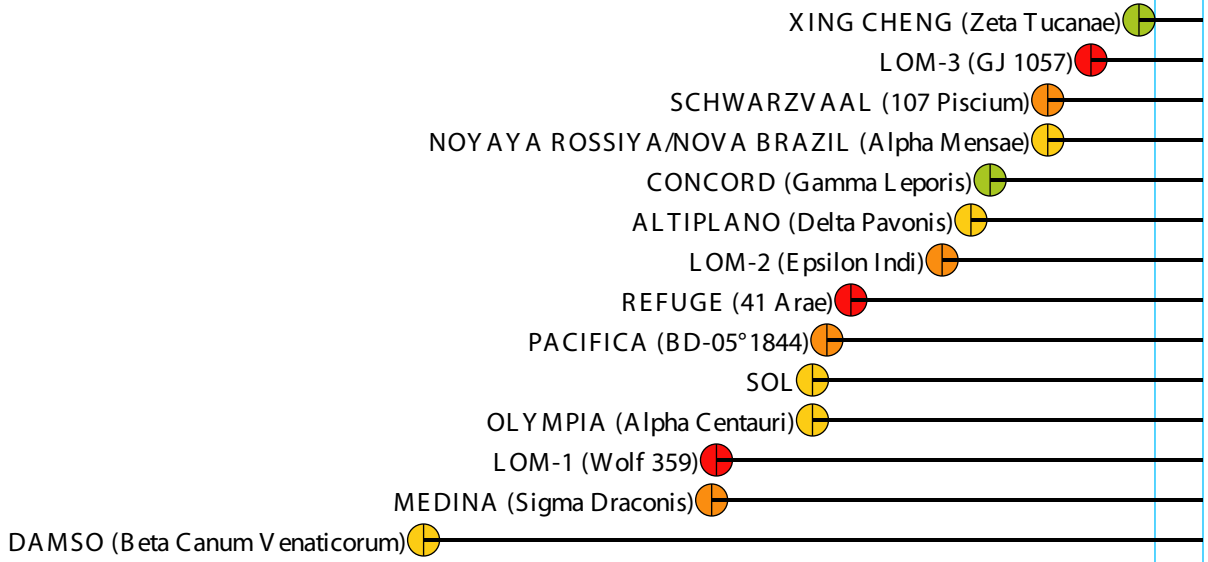 XING CHENG (Zeta Tucanae)
LOM-3 (GJ 1057)
SCHWARZVAAL (107 Piscium)
NOYAYA ROSSIYA/NOVA BRAZIL (Alpha Mensae)
CONCORD (Gamma Leporis)
ALTIPLANO (Delta Pavonis)
LOM-2 (Epsilon Indi)
REFUGE (41 Arae)
PACIFICA (BD-05°1844)
SOL
OLYMPIA (Alpha Centauri)
LOM-1 (Wolf 359)
MEDINA (Sigma Draconis)
DAMSO (Beta Canum Venaticorum)